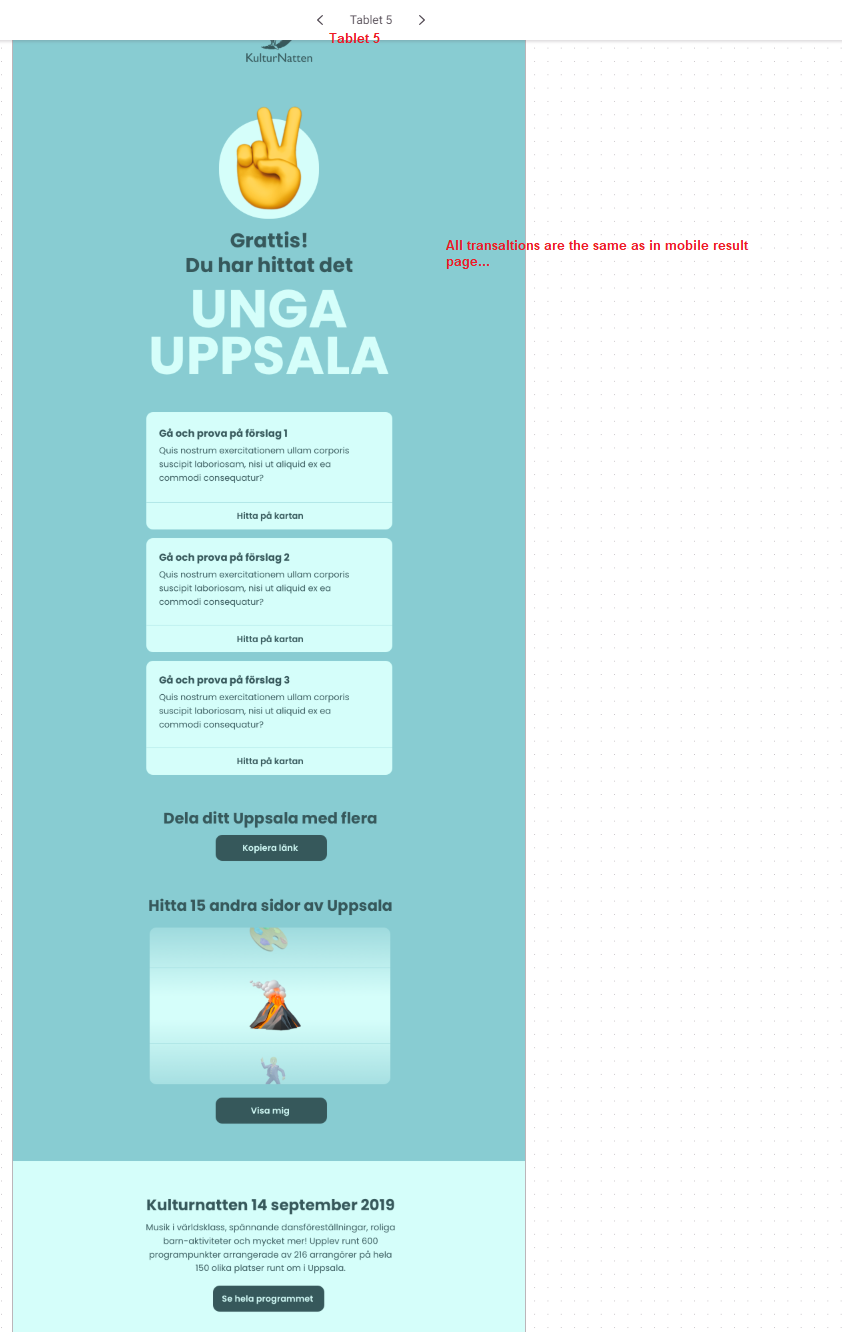 Tablet 5
Tablet 5
KulturNatten
Grattis!
Du har hittat det
All transaltions are the same as in mobile result
page...
UNGA
UPPSALA
Gå och prova på förslag 1
Quis nostrum exercitationem ullam corporis
suscipit laboriosam, nisi ut aliquid ex ea
commodi consequatur?
Hitta på kartan
Gå och prova på förslag 2
Quis nostrum exercitationem ullam corporis
suscipit laboriosam, nisi ut aliquid ex ea
commodi consequatur?
Hitta på kartan
Gå och prova på förslag 3
Quis nostrum exercitationem ullam corporis
suscipit laboriosam, nisi ut aliquid ex ea
commodi consequatur?
Hitta på kartan
Dela ditt Uppsala med flera
Kopiera länk
Hitta 15 andra sidor av Uppsala
Visa mig
Kulturnatten 14 september 2019
Musik i världsklass, spännande dansföreställningar, roliga
barn-aktiviteter och mycket mer! Upplev runt 600
programpunkter arrangerade av 216 arrangörer på hela
150 olika platser runt om i Uppsala.
Se hela programmet